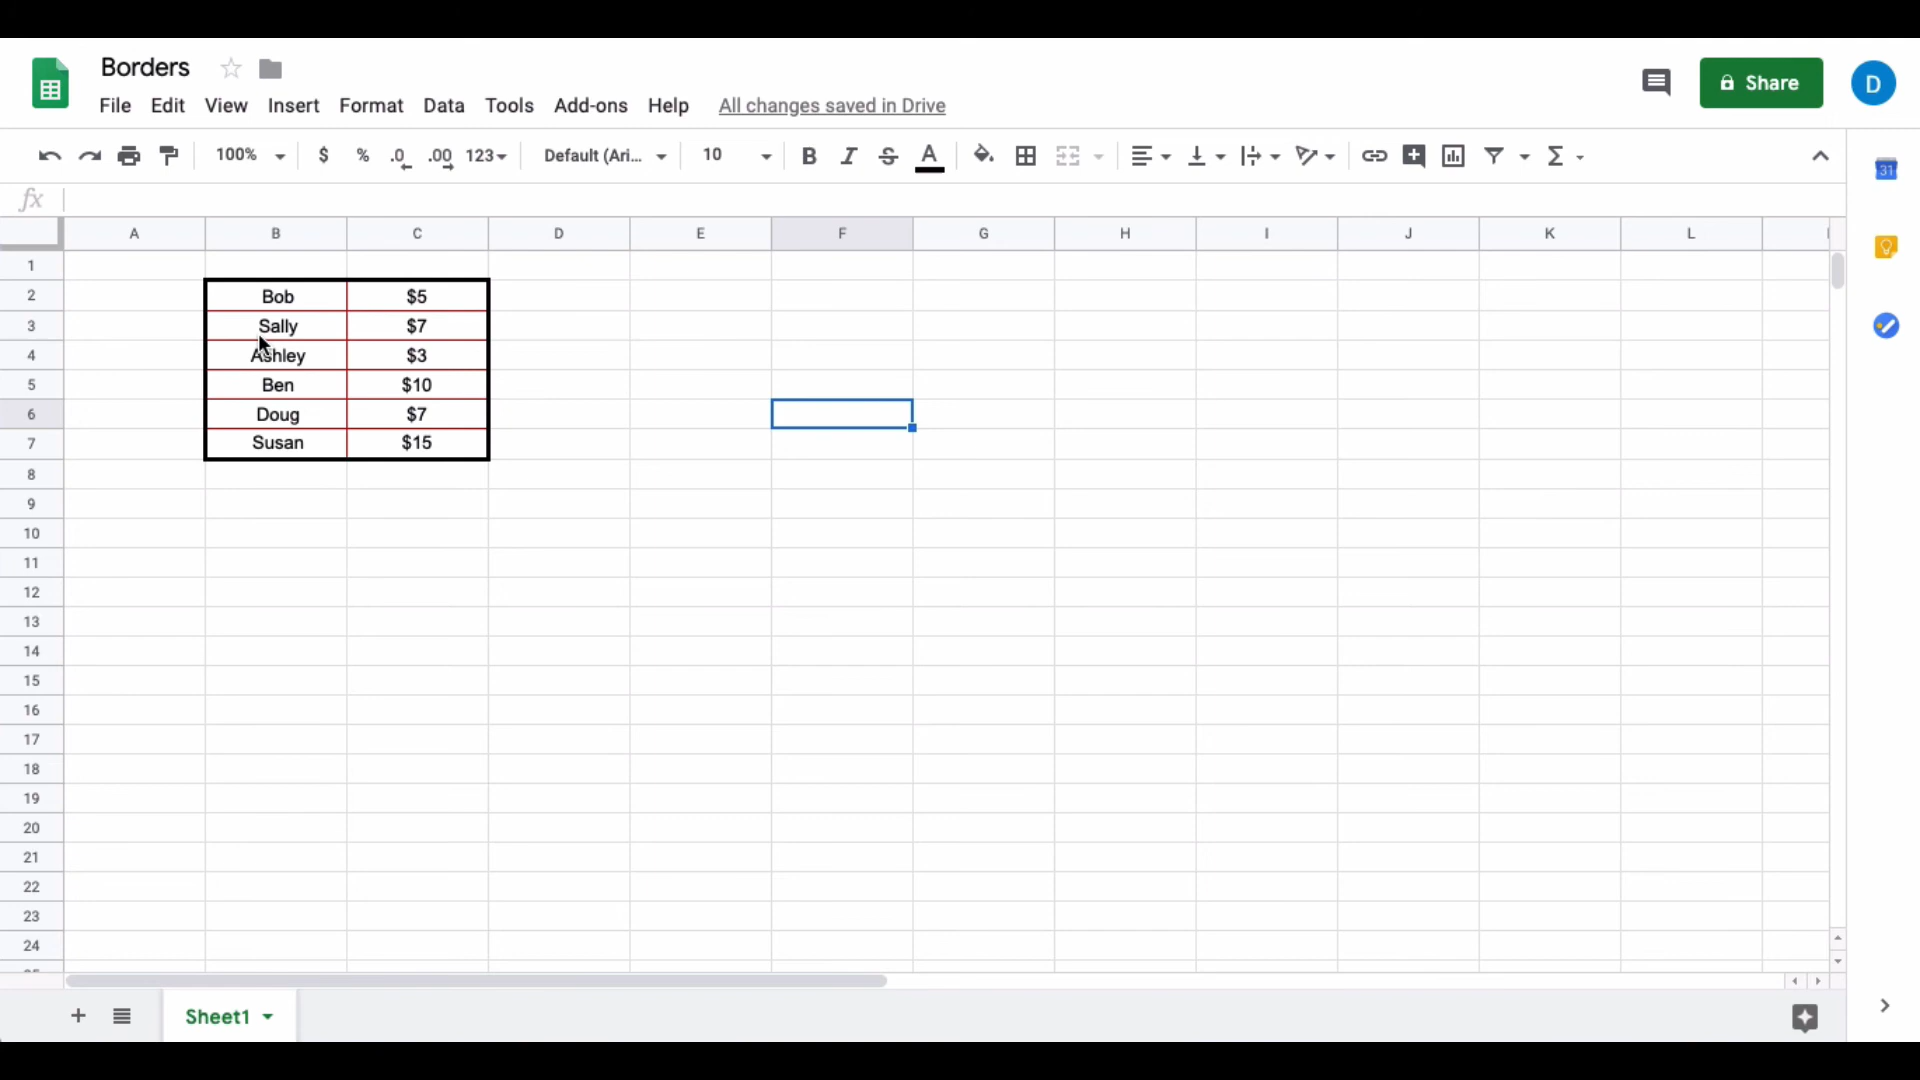 Borders
File Edit View Insert Format Data Tools Add-ons Help All changes saved in Drive
Share
D
100% $ % .0 .00 123 Default (Ari... 10 B I S A Σ
31
fx
A B C D E F G H I J K L
1
2 Bob $5
3 Sally $7
4 Ashley $3
5 Ben $10
6 Doug $7
7 Susan $15
8
9
10
11
12
13
14
15
16
17
18
19
20
21
22
23
24
Sheet1